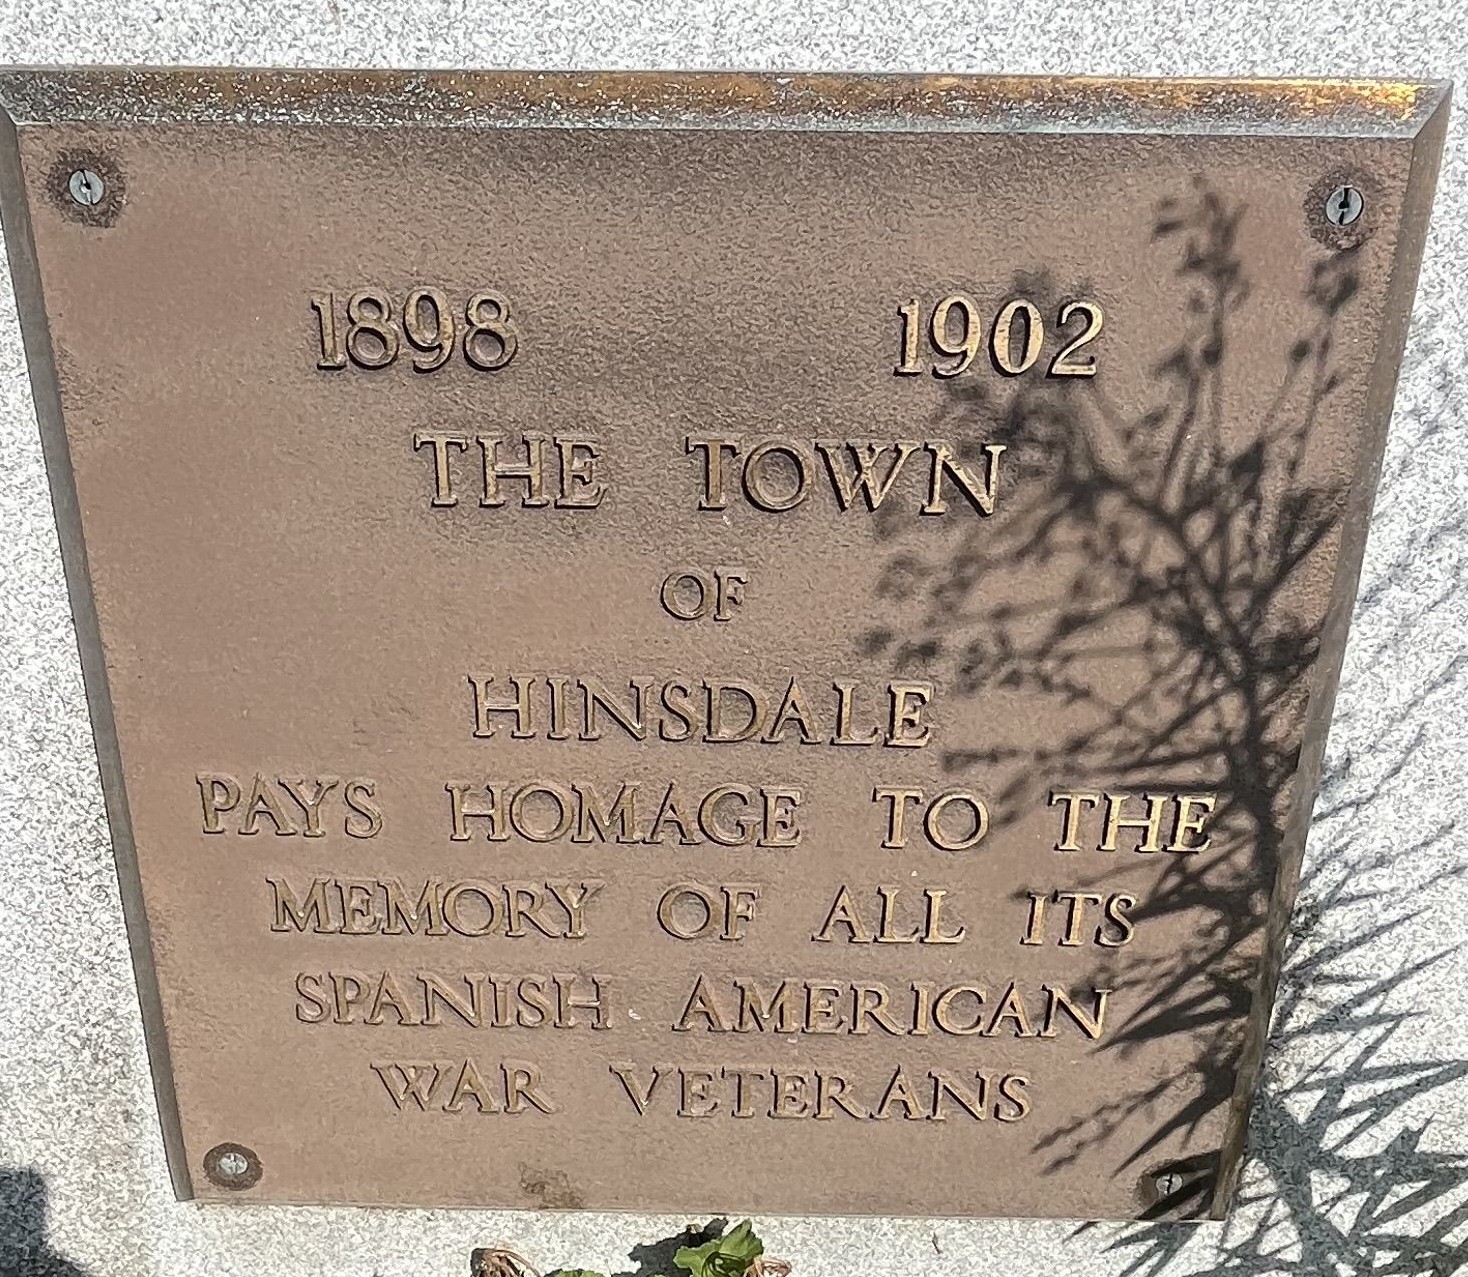 1898 1902
THE TOWN
OF
HINSDALE
PAYS HOMAGE TO THE
MEMORY OF ALL ITS
SPANISH AMERICAN
WAR VETERANS